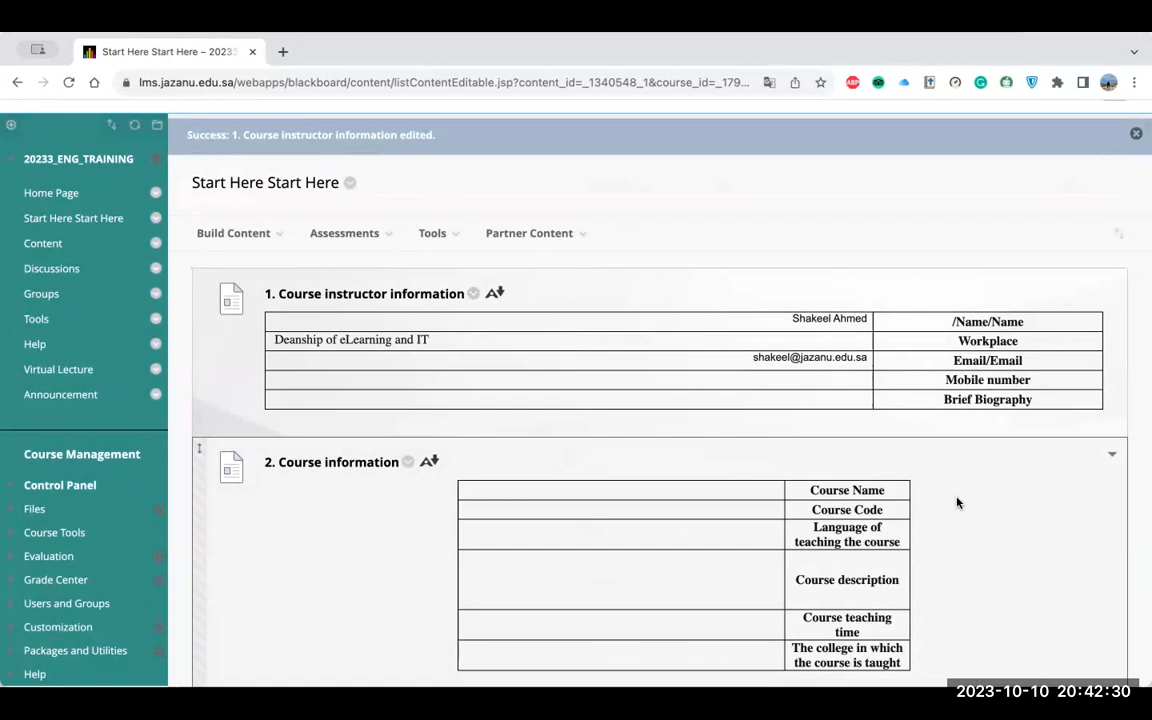 Start Here Start Here – 20233
lms.jazanu.edu.sa/webapps/blackboard/content/listContentEditable.jsp?content_id=_1340548_1&course_id=_179...
ABP
20233_ENG_TRAINING
Home Page
Start Here Start Here
Content
Discussions
Groups
Tools
Help
Virtual Lecture
Announcement
Course Management
Control Panel
Files
Course Tools
Evaluation
Grade Center
Users and Groups
Customization
Packages and Utilities
Help
Success: 1. Course instructor information edited.
Start Here Start Here
Build Content Assessments Tools Partner Content
1. Course instructor information
Shakeel Ahmed /Name/Name
Deanship of eLearning and IT Workplace
shakeel@jazanu.edu.sa Email/Email
Mobile number
Brief Biography
2. Course information
Course Name
Course Code
Language of
teaching the course
Course description
Course teaching
time
The college in which
the course is taught
2023-10-10 20:42:30